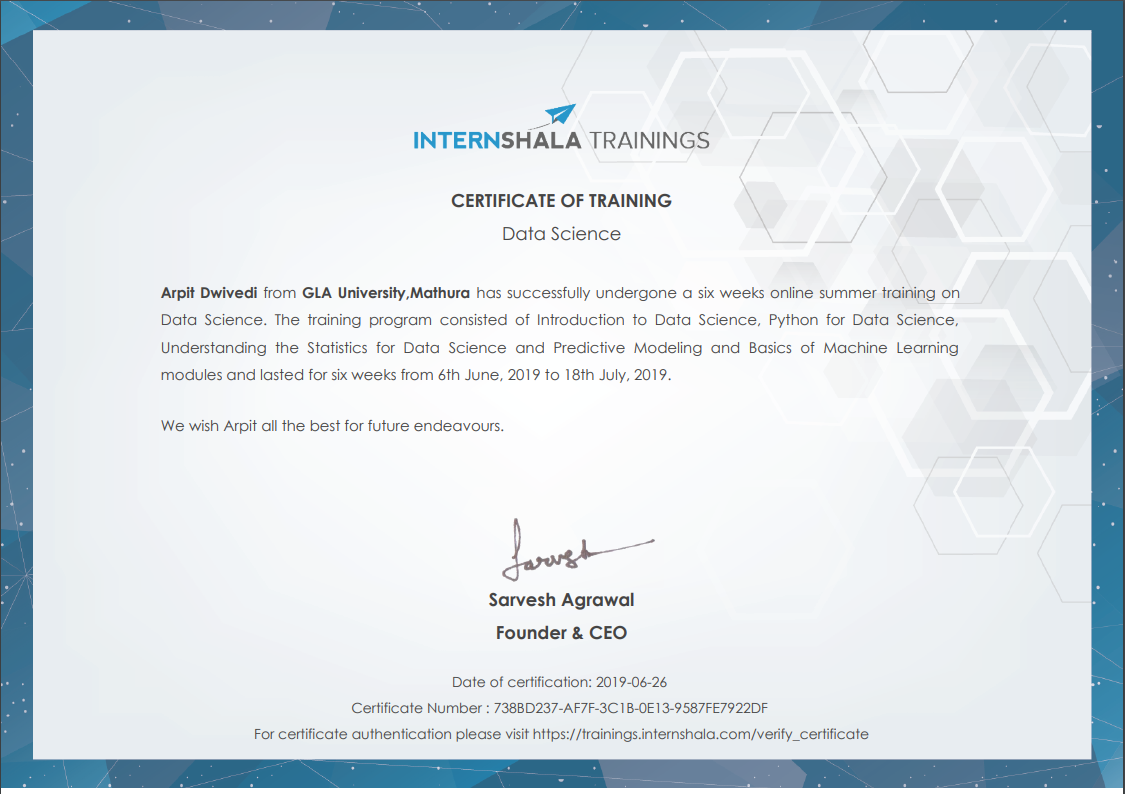 INTERNSHALA TRAININGS
CERTIFICATE OF TRAINING
Data Science
Arpit Dwivedi from GLA University,Mathura has successfully undergone a six weeks online summer training on
Data Science. The training program consisted of Introduction to Data Science, Python for Data Science,
Understanding the Statistics for Data Science and Predictive Modeling and Basics of Machine Learning
modules and lasted for six weeks from 6th June, 2019 to 18th July, 2019.
We wish Arpit all the best for future endeavours.
Sarvesh
Sarvesh Agrawal
Founder & CEO
Date of certification: 2019-06-26
Certificate Number : 738BD237-AF7F-3C1B-0E13-9587FE7922DF
For certificate authentication please visit https://trainings.internshala.com/verify_certificate